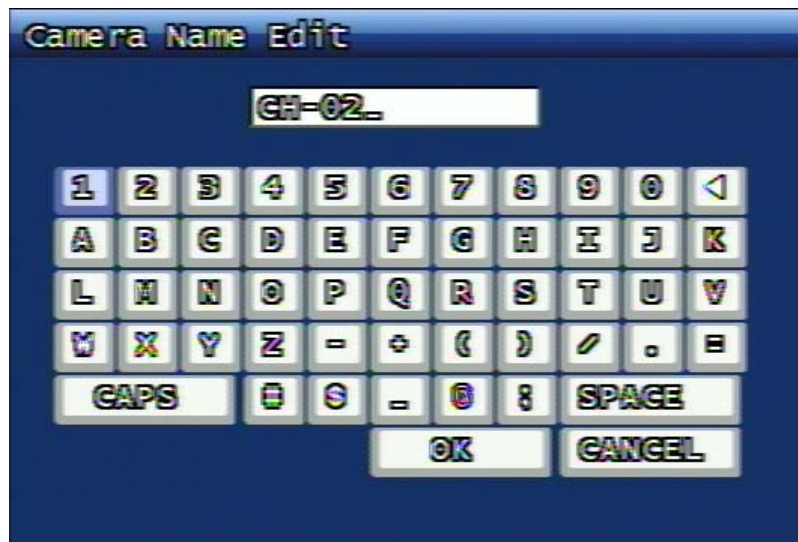 Camera Name Edit
CH-02_
1 2 3 4 5 6 7 8 9 0 ◁
A B C D E F G H I J K
L M N O P Q R S T U V
W X Y Z - + ( ) / . =
CAPS # $ _ @ : SPACE
OK CANCEL